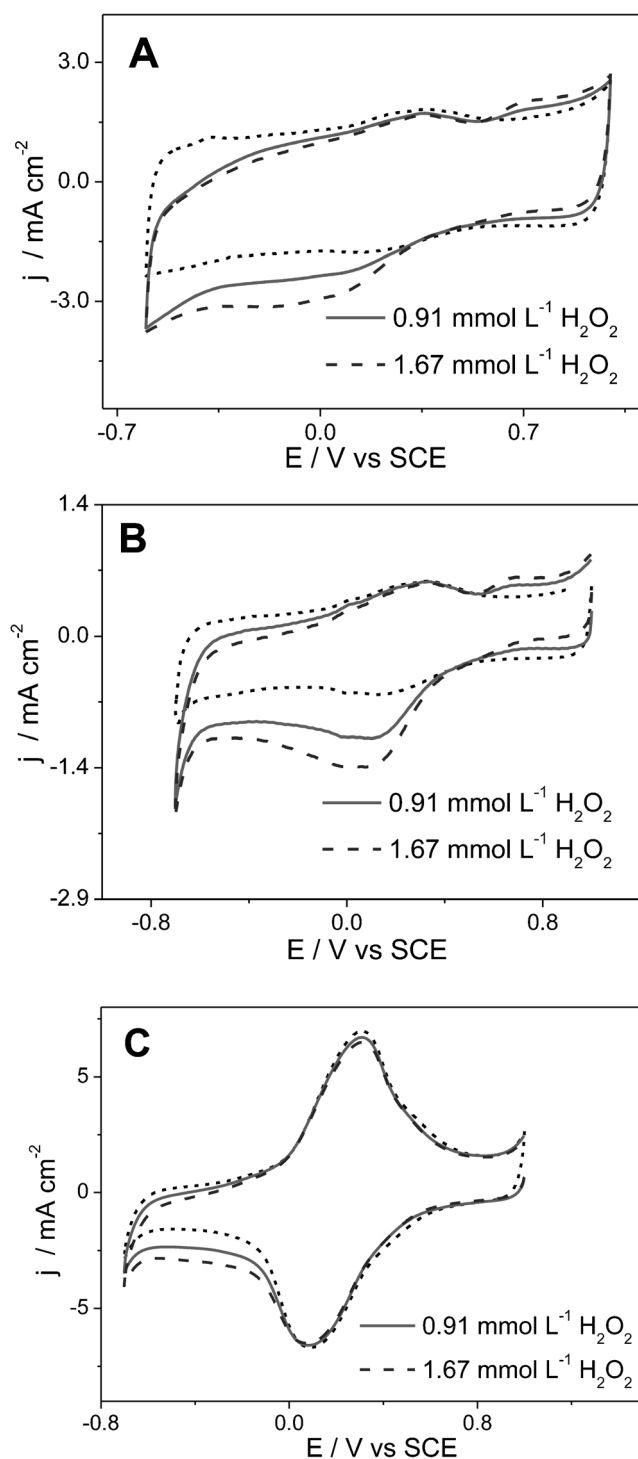 A
3.0
0.0
-3.0
j / mA cm⁻²
0.91 mmol L⁻¹ H₂O₂
1.67 mmol L⁻¹ H₂O₂
-0.7 0.0 0.7
E / V vs SCE
B
1.4
0.0
-1.4
-2.9
j / mA cm⁻²
0.91 mmol L⁻¹ H₂O₂
1.67 mmol L⁻¹ H₂O₂
-0.8 0.0 0.8
E / V vs SCE
C
5
0
-5
j / mA cm⁻²
0.91 mmol L⁻¹ H₂O₂
1.67 mmol L⁻¹ H₂O₂
-0.8 0.0 0.8
E / V vs SCE